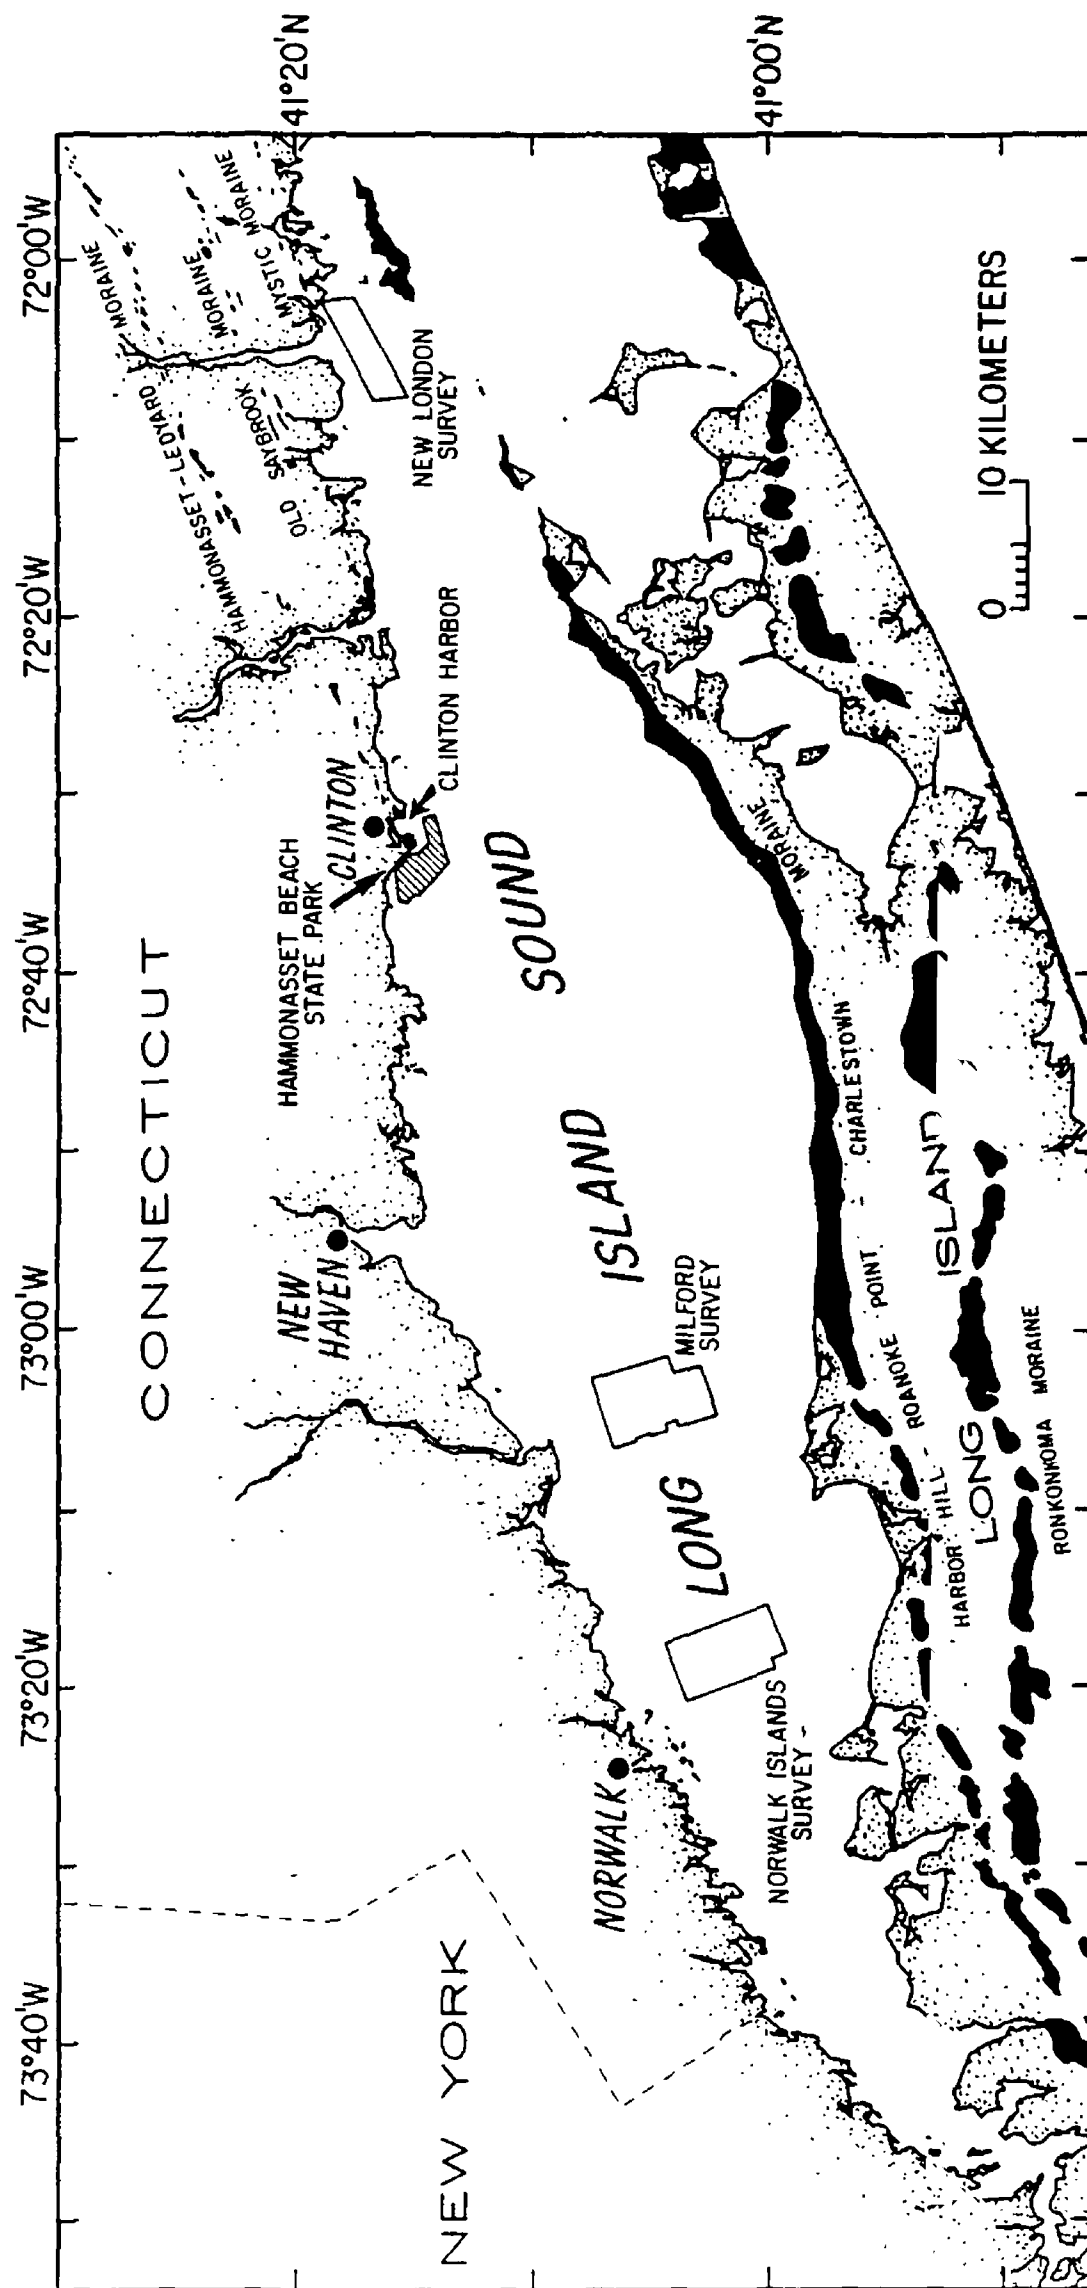 73°40'W
73°20'W
73°00'W
72°40'W
72°20'W
72°00'W
41°20'N
41°00'N
CONNECTICUT
NEW YORK
HAMMONASSET-LEDYARD
MORAINE
OLD SAYBROOK
MORAINE
MYSTIC MORAINE
NEW
HAVEN
HAMMONASSET BEACH
STATE PARK
CLINTON
CLINTON HARBOR
NEW LONDON
SURVEY
NORWALK
NORWALK ISLANDS
SURVEY
MILFORD
SURVEY
LONG
ISLAND
SOUND
HARBOR HILL - ROANOKE POINT - CHARLESTOWN
MORAINE
LONG ISLAND
RONKONKOMA MORAINE
0
10 KILOMETERS